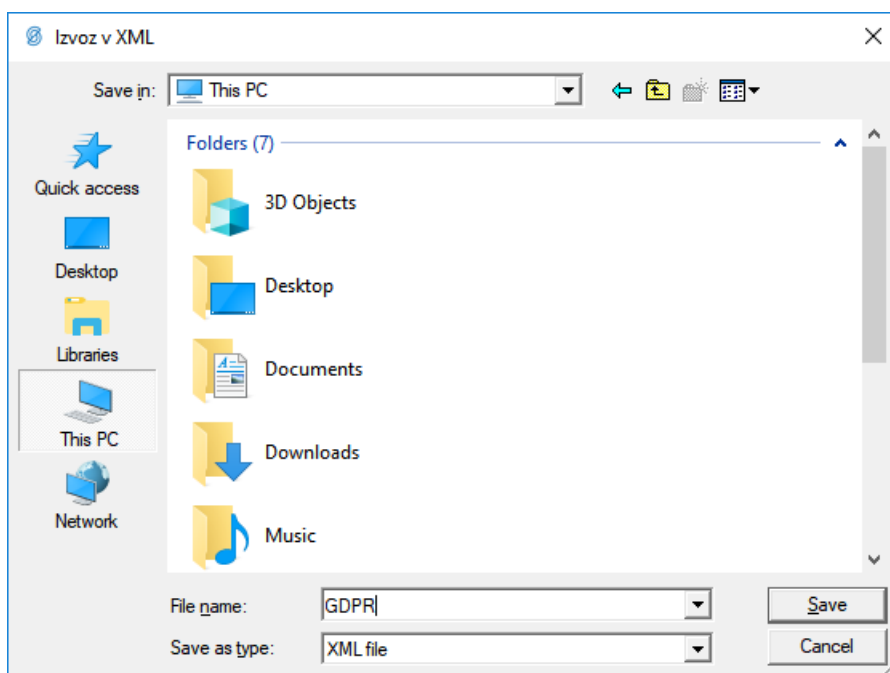 Izvoz v XML
Save in:
This PC
Quick access
Desktop
Libraries
This PC
Network
Folders (7)
3D Objects
Desktop
Documents
Downloads
Music
File name:
GDPR
Save
Save as type:
XML file
Cancel